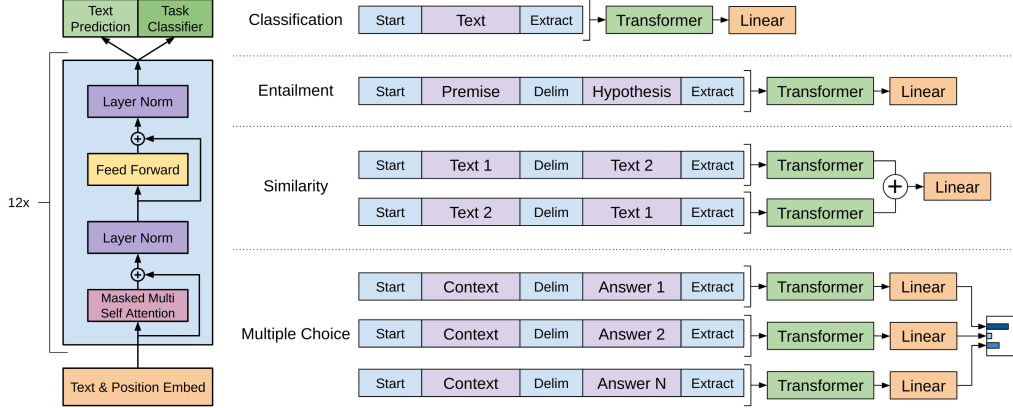 Text
Prediction
Task
Classifier
Layer Norm
Feed Forward
12x
Layer Norm
Masked Multi
Self Attention
Text & Position Embed
Classification
Start Text Extract Transformer Linear
Entailment
Start Premise Delim Hypothesis Extract Transformer Linear
Similarity
Start Text 1 Delim Text 2 Extract Transformer
Linear
Start Text 2 Delim Text 1 Extract Transformer
Multiple Choice
Start Context Delim Answer 1 Extract Transformer Linear
Start Context Delim Answer 2 Extract Transformer Linear
Start Context Delim Answer N Extract Transformer Linear